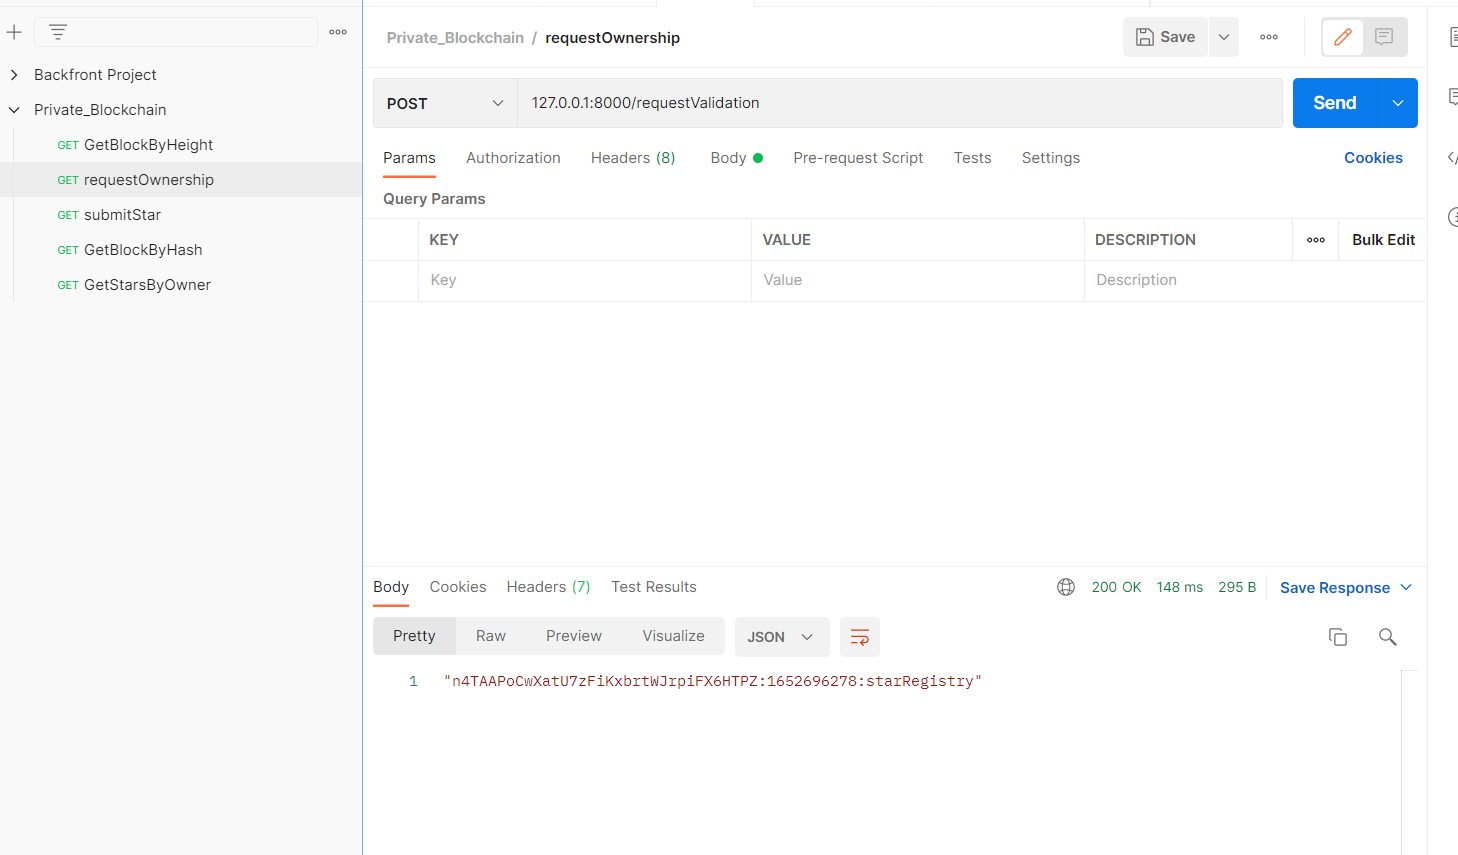 Private_Blockchain / requestOwnership
Save
Backfront Project
Private_Blockchain
GET GetBlockByHeight
GET requestOwnership
GET submitStar
GET GetBlockByHash
GET GetStarsByOwner
POST 127.0.0.1:8000/requestValidation Send
Params Authorization Headers (8) Body Pre-request Script Tests Settings Cookies
Query Params
KEY VALUE DESCRIPTION Bulk Edit
Key Value Description
Body Cookies Headers (7) Test Results 200 OK 148 ms 295 B Save Response
Pretty Raw Preview Visualize JSON
1 "n4TAAPoCwXatU7zFiKxbrtWJrpiFX6HTPZ:1652696278:starRegistry"